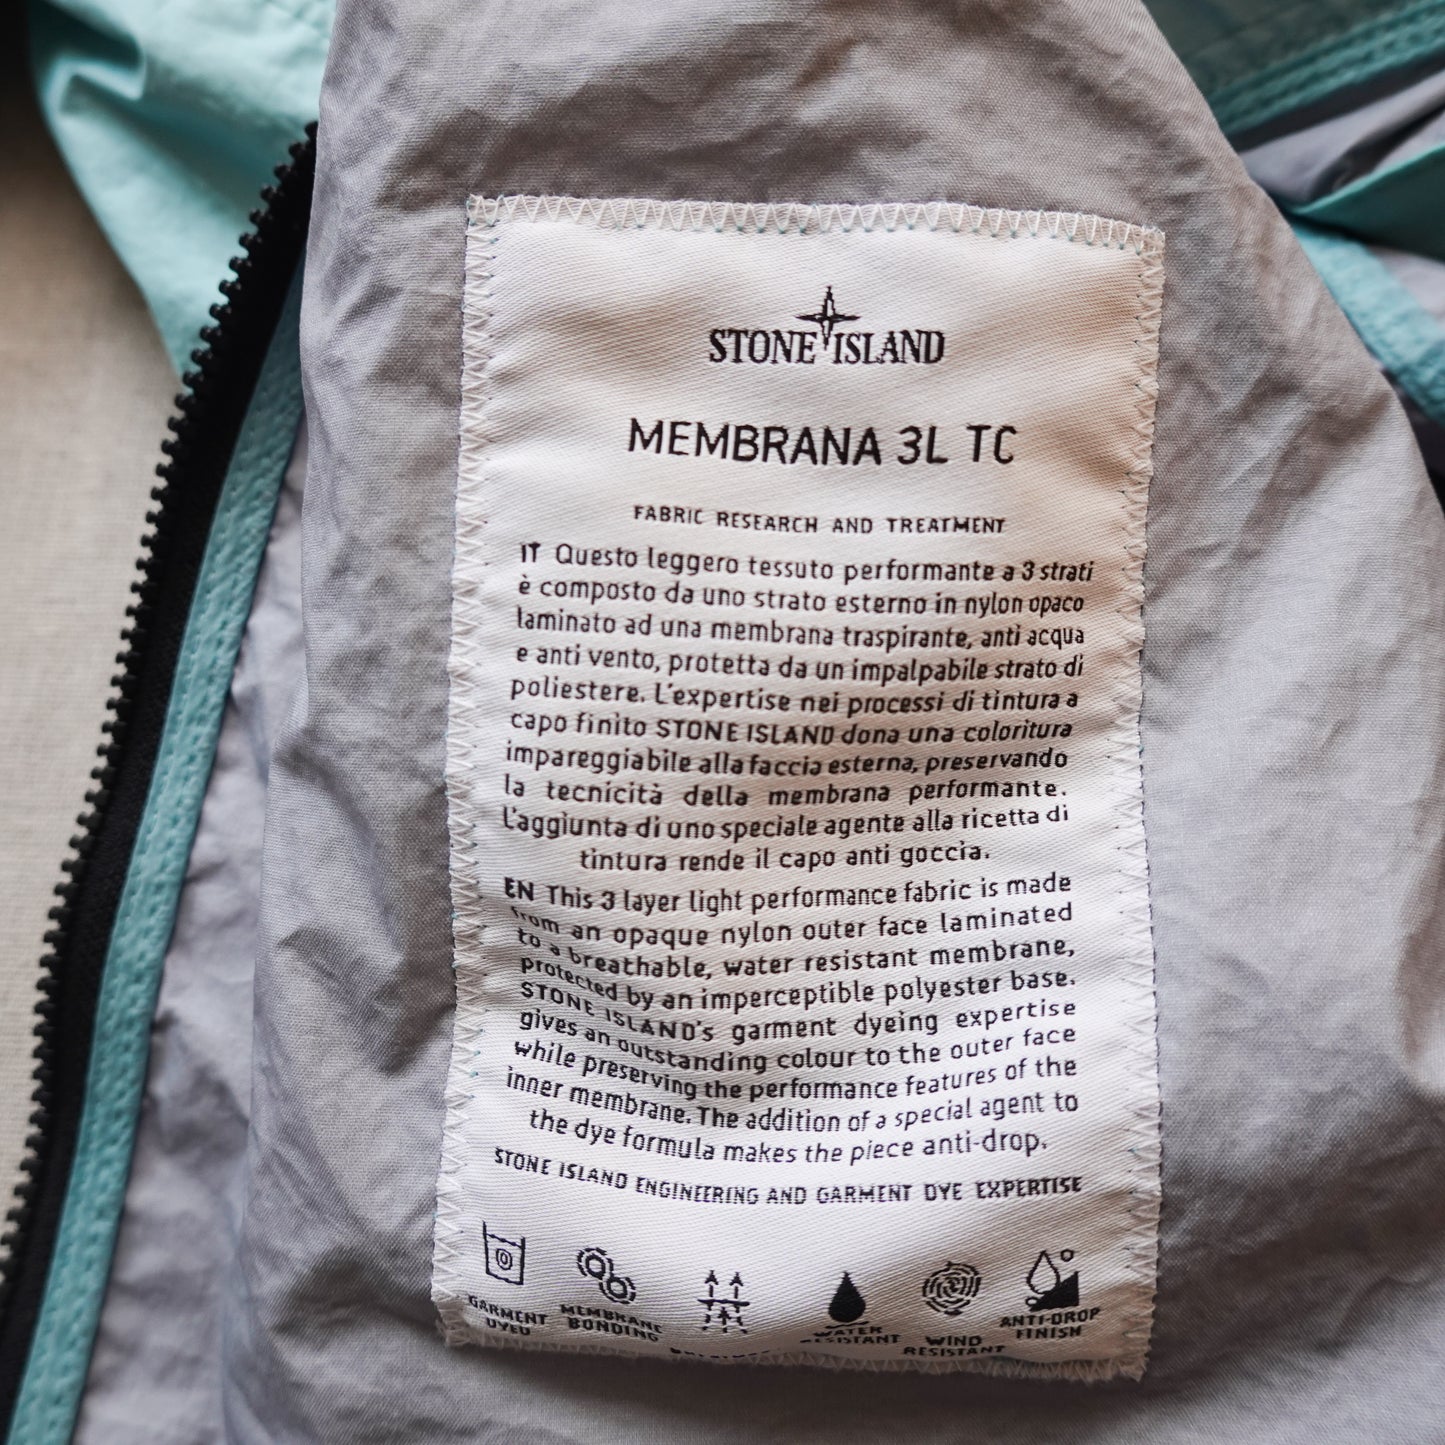 STONE ISLAND
MEMBRANA 3L TC
FABRIC RESEARCH AND TREATMENT
IT Questo leggero tessuto performante a 3 strati
è composto da uno strato esterno in nylon opaco
laminato ad una membrana traspirante, anti acqua
e anti vento, protetta da un impalpabile strato di
poliestere. L'expertise nei processi di tintura a
capo finito STONE ISLAND dona una coloritura
impareggiabile alla faccia esterna, preservando
la tecnicità della membrana performante.
L'aggiunta di uno speciale agente alla ricetta di
tintura rende il capo anti goccia.
EN This 3 layer light performance fabric is made
from an opaque nylon outer face laminated
to a breathable, water resistant membrane,
protected by an imperceptible polyester base.
STONE ISLAND's garment dyeing expertise
gives an outstanding colour to the outer face
while preserving the performance features of the
inner membrane. The addition of a special agent to
the dye formula makes the piece anti-drop.
STONE ISLAND ENGINEERING AND GARMENT DYE EXPERTISE
GARMENT
DYED
MEMBRANE
BONDING
WATER
RESISTANT
WIND
RESISTANT
ANTI-DROP
FINISH